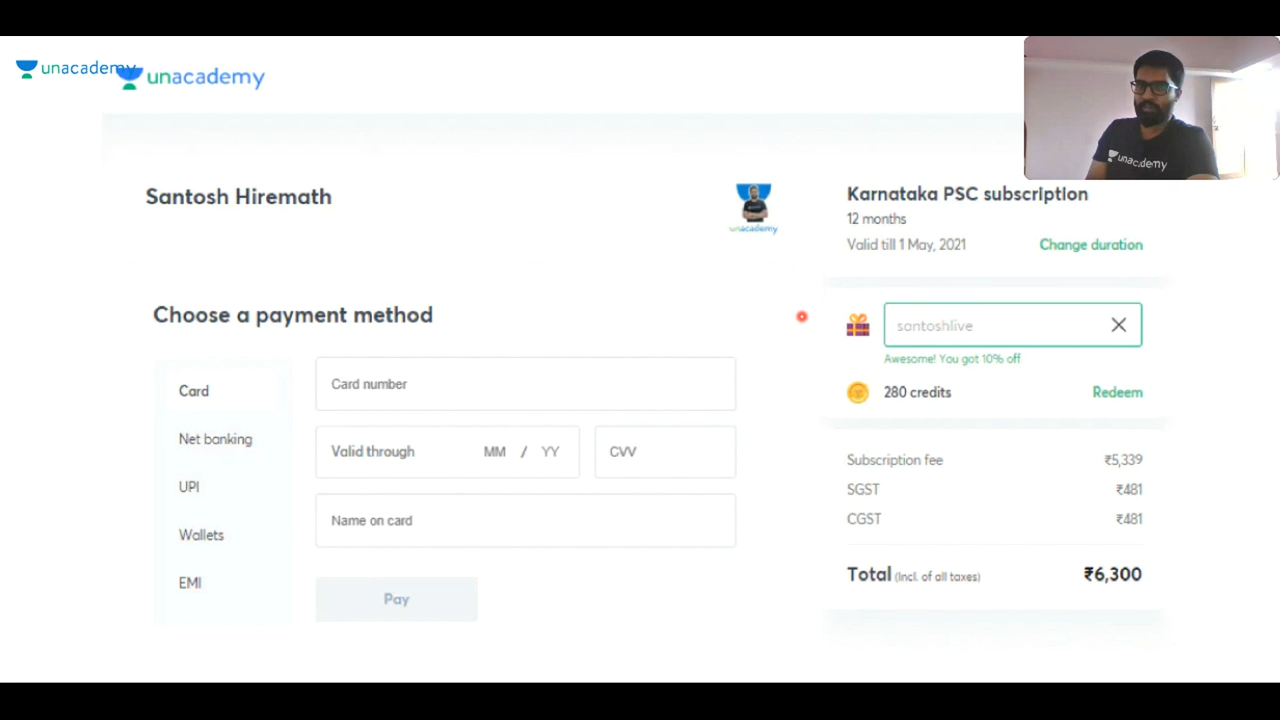 unacademy
unacademy
unacademy
Santosh Hiremath
unacademy
Karnataka PSC subscription
12 months
Valid till 1 May, 2021
Change duration
Choose a payment method
santoshlive
Awesome! You got 10% off
280 credits
Redeem
Card
Net banking
UPI
Wallets
EMI
Card number
Valid through MM / YY
CVV
Name on card
Pay
Subscription fee ₹5,339
SGST ₹481
CGST ₹481
Total (Incl. of all taxes) ₹6,300